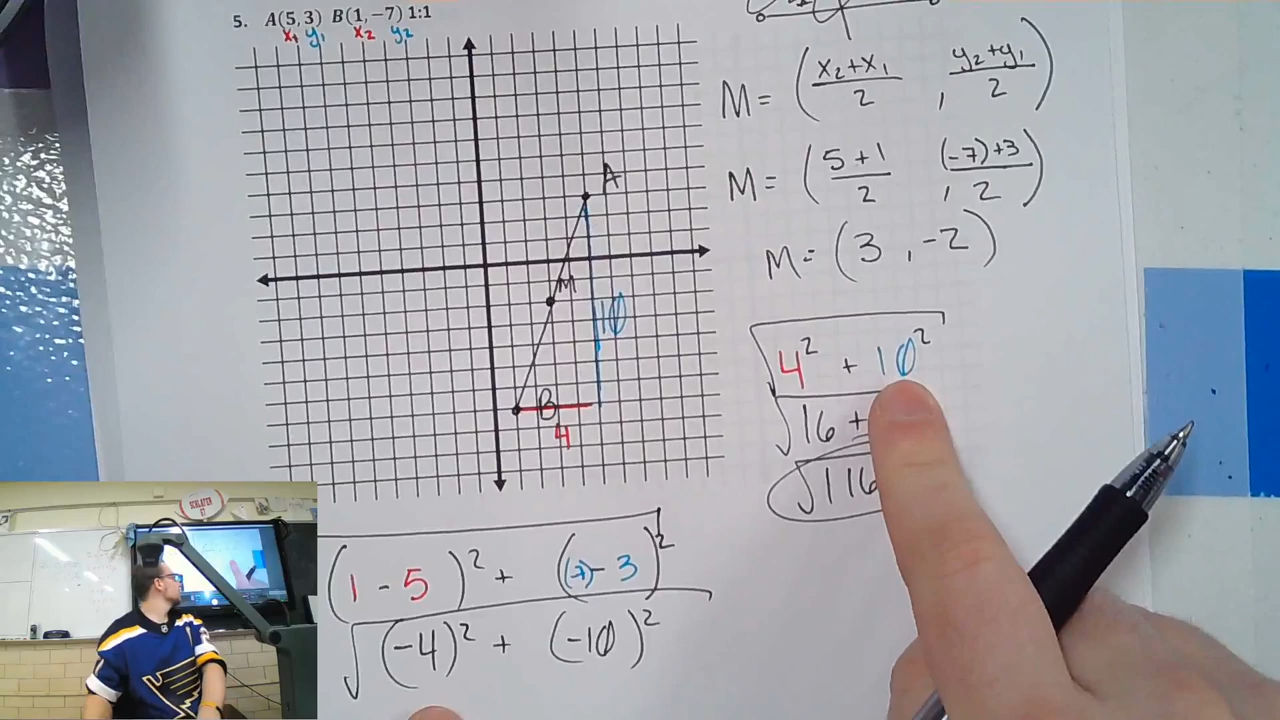 5. A(5,3) B(1,−7) 1:1
x₁ y₁ x₂ y₂
M = (x₂+x₁/2 , y₂+y₁/2)
M = (5+1/2 , (-7)+3/2)
M = (3, -2)
A
M
10
B
4
√4² + 10²
√16 +
√116
(1 - 5)² + ((-7) - 3)²
√(-4)² + (-10)²